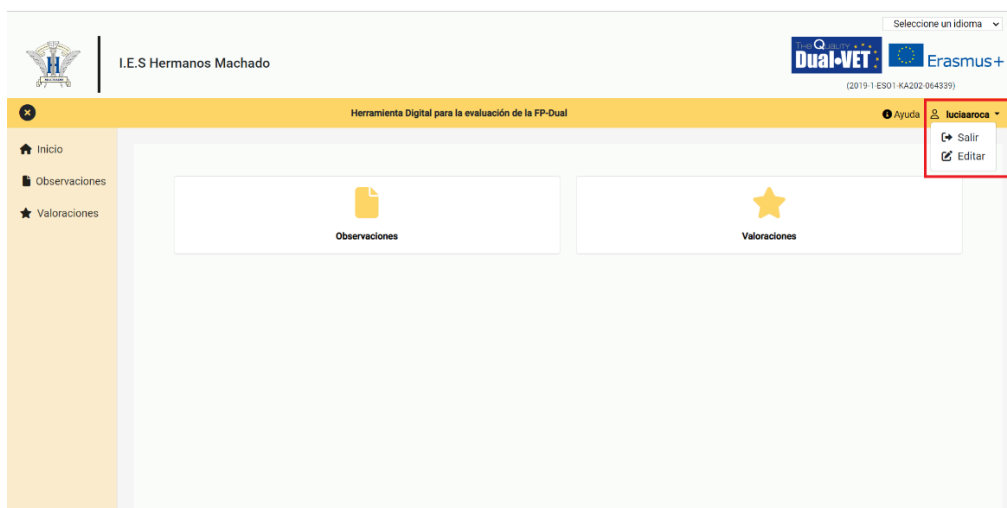 Seleccione un idioma
The Quality
Dual-VET
Erasmus+
I.E.S Hermanos Machado
H
(2019-1-ES01-KA202-064339)
Herramienta Digital para la evaluación de la FP-Dual
Ayuda
luciaaroca
Salir
Editar
Inicio
Observaciones
Valoraciones
Observaciones
Valoraciones